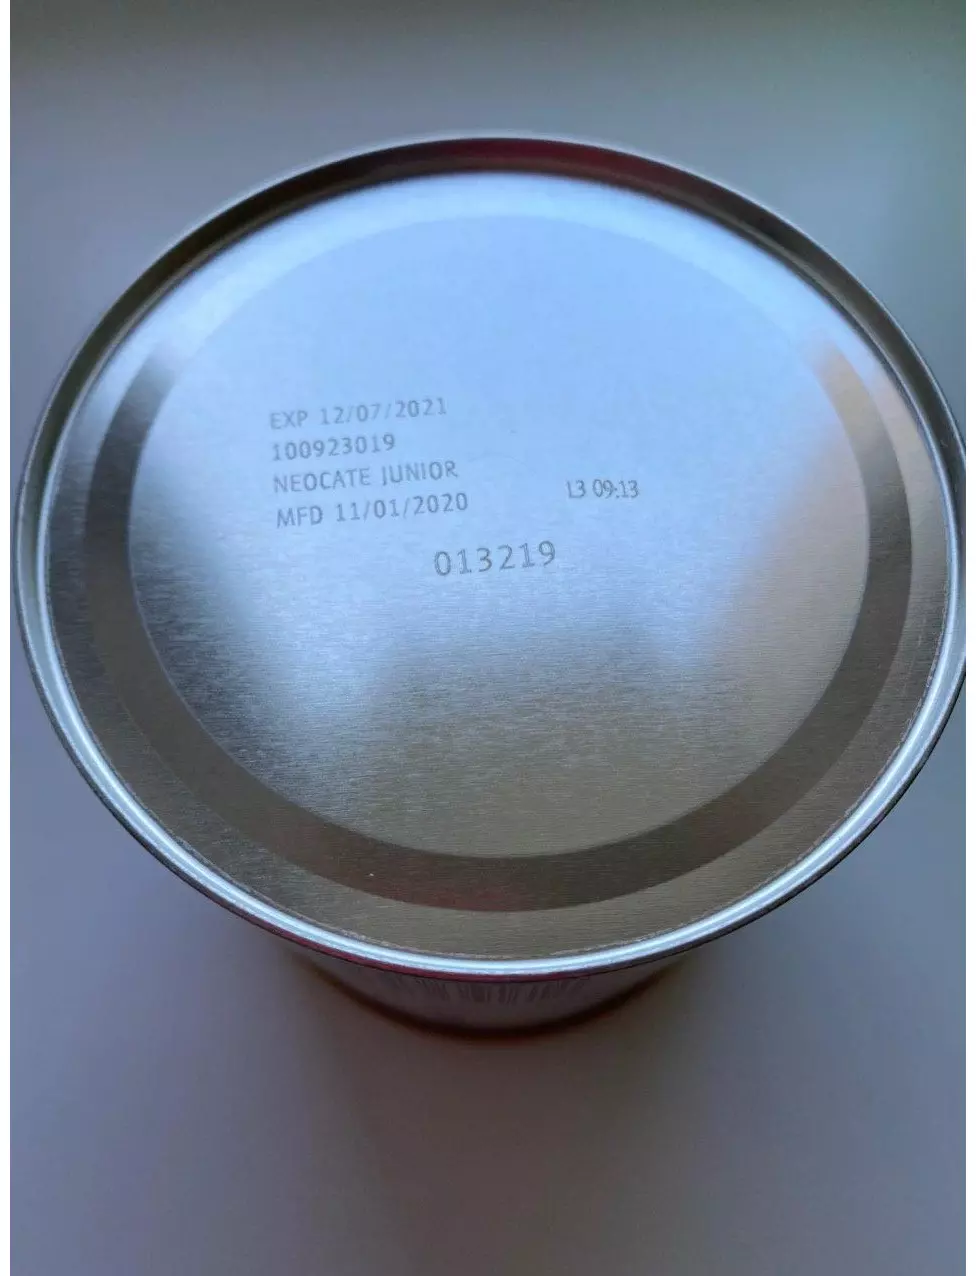 EXP 12/07/2021
100923019
NEOCATE JUNIOR
MFD 11/01/2020
L3 09:13
013219